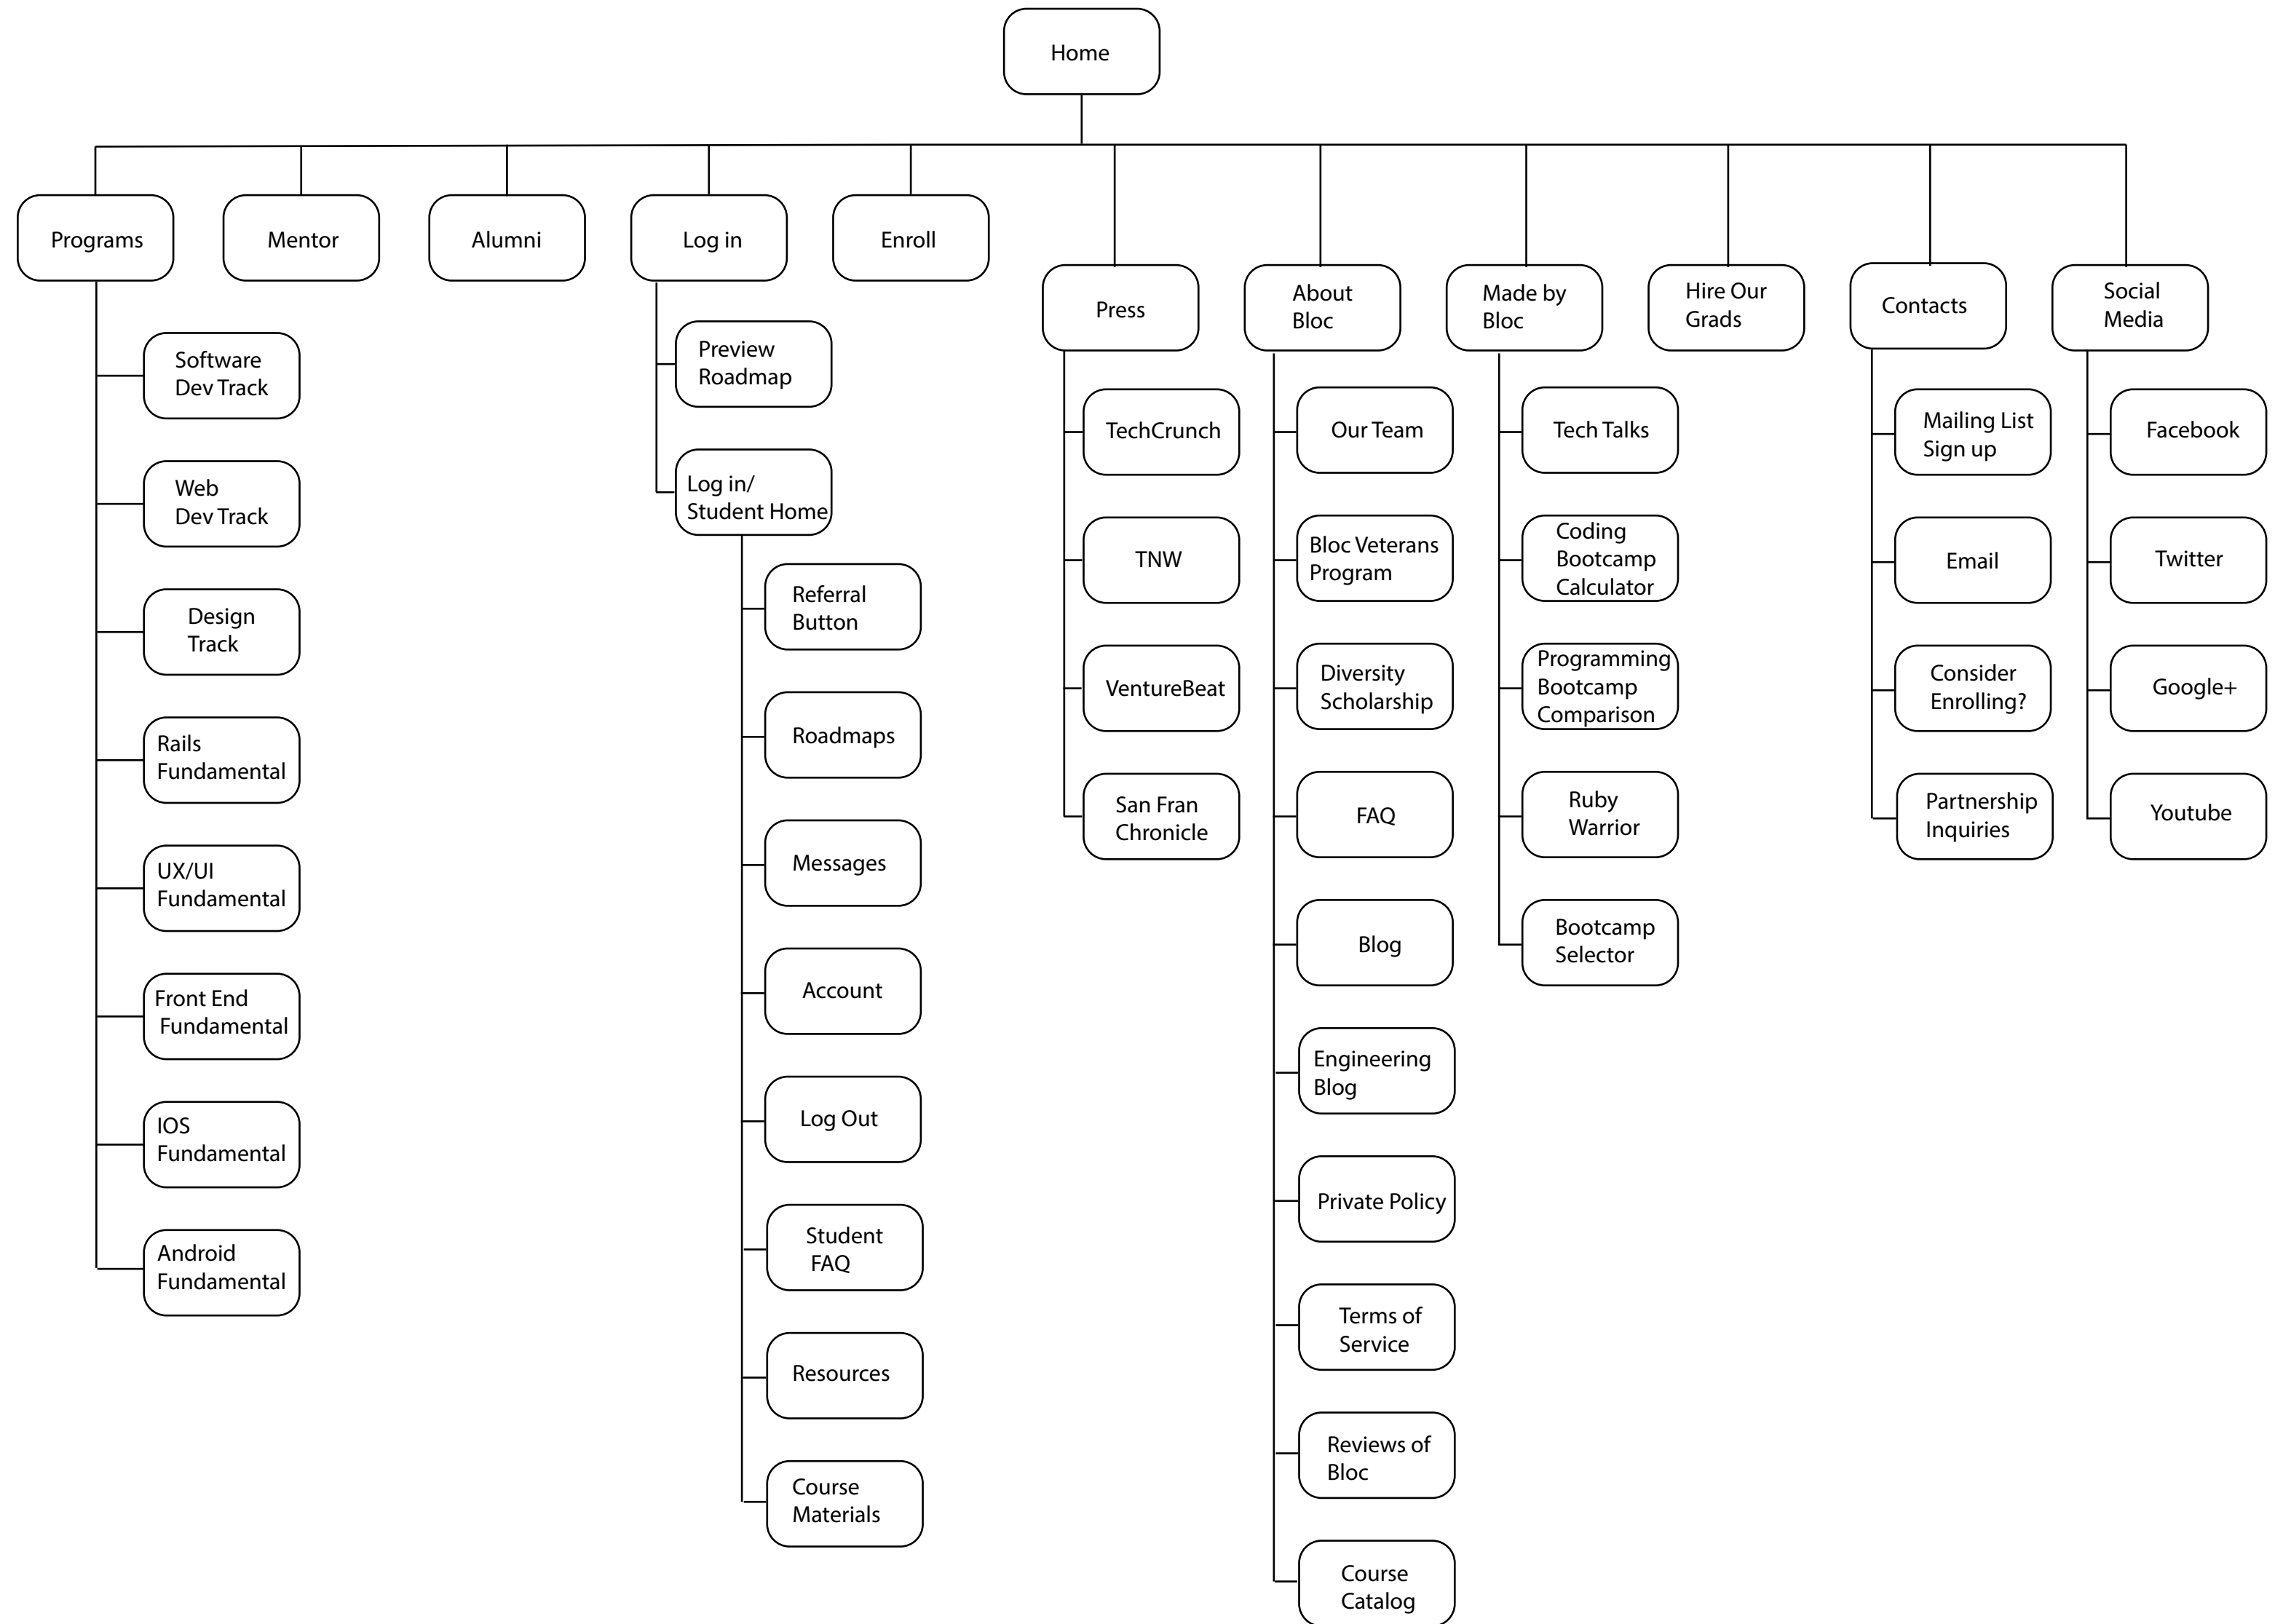 Home
Programs
Mentor
Alumni
Log in
Enroll
Press
About
Bloc
Made by
Bloc
Hire Our
Grads
Contacts
Social
Media
Software
Dev Track
Web
Dev Track
Design
Track
Rails
Fundamental
UX/UI
Fundamental
Front End
Fundamental
IOS
Fundamental
Android
Fundamental
Preview
Roadmap
Log in/
Student Home
Referral
Button
Roadmaps
Messages
Account
Log Out
Student
FAQ
Resources
Course
Materials
TechCrunch
TNW
VentureBeat
San Fran
Chronicle
Our Team
Bloc Veterans
Program
Diversity
Scholarship
FAQ
Blog
Engineering
Blog
Private Policy
Terms of
Service
Reviews of
Bloc
Course
Catalog
Tech Talks
Coding
Bootcamp
Calculator
Programming
Bootcamp
Comparison
Ruby
Warrior
Bootcamp
Selector
Mailing List
Sign up
Email
Consider
Enrolling?
Partnership
Inquiries
Facebook
Twitter
Google+
Youtube